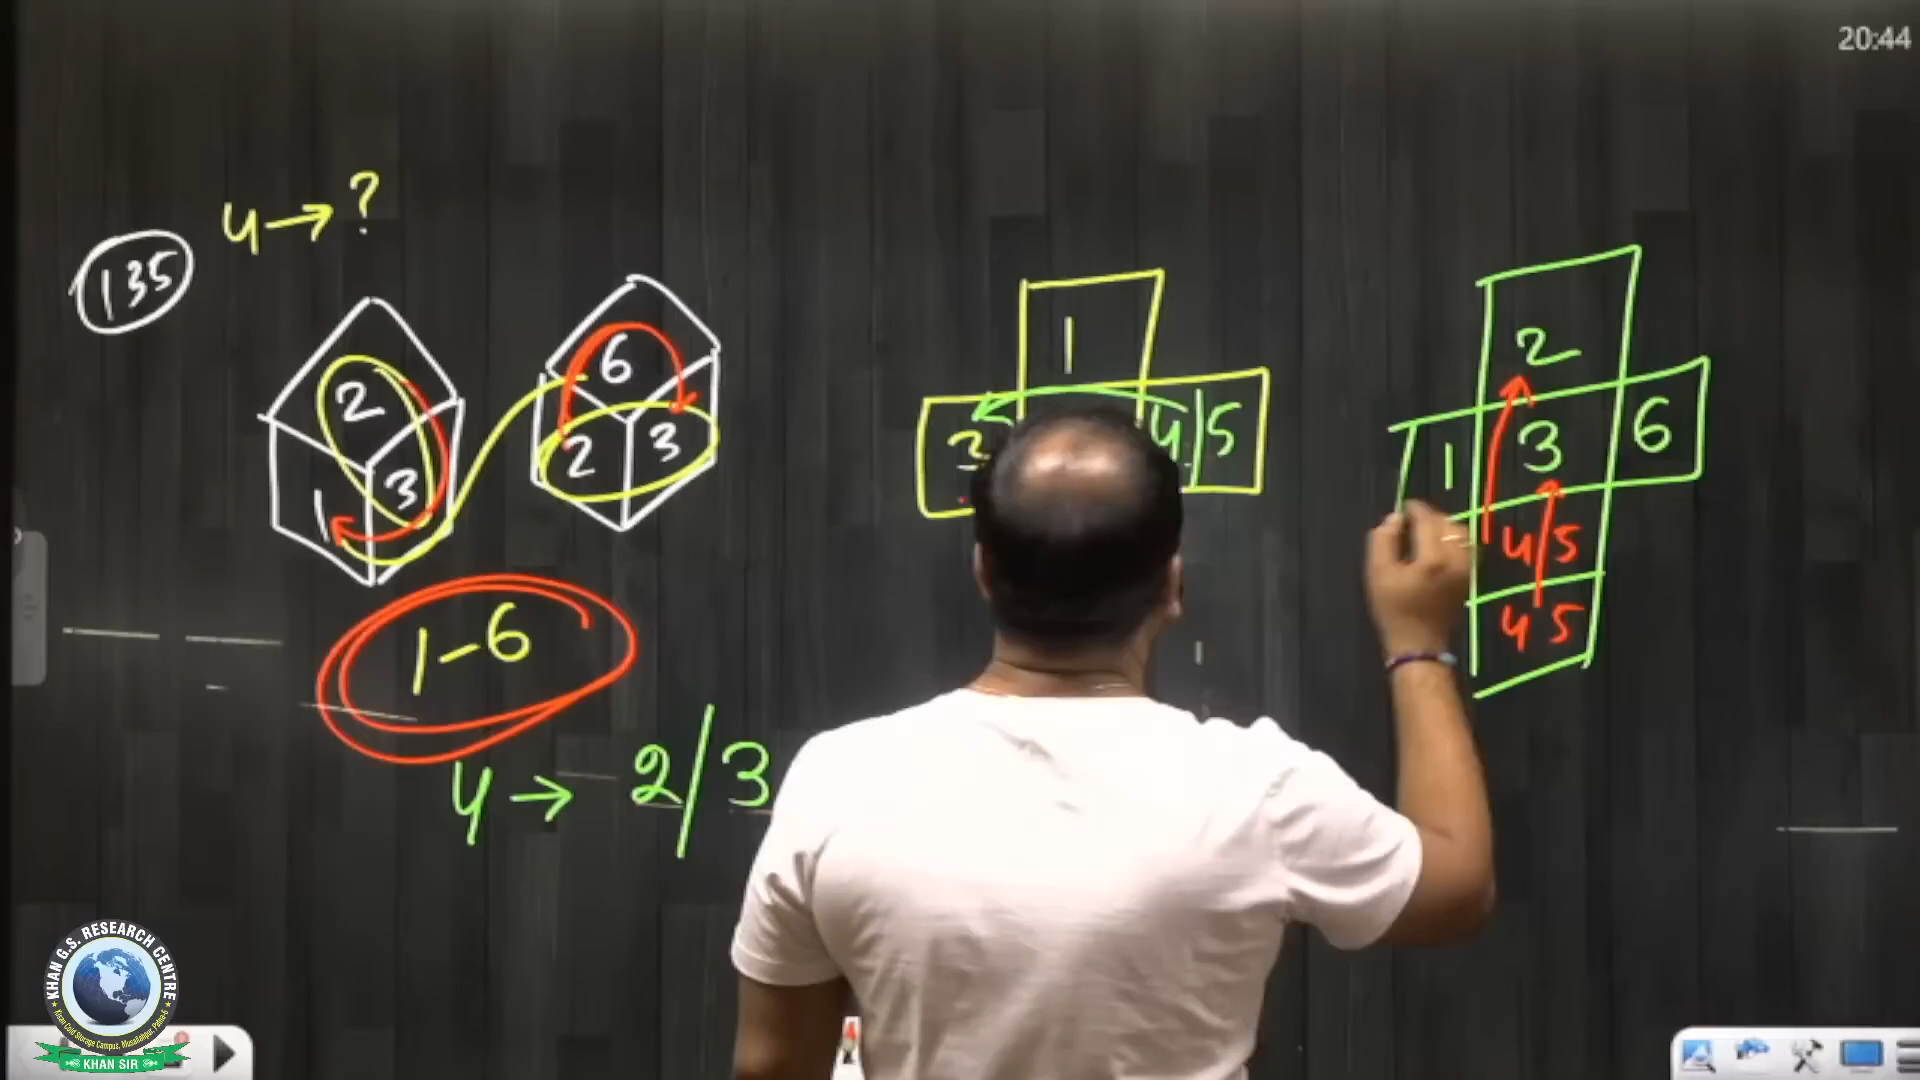 20:44
4 → ?
135
2
3
1
6
2 3
1
4/5
2
1 3 6
4/5
4 5
1-6
4 → 2/3
KHAN G.S. RESEARCH CENTRE
KHAN SIR